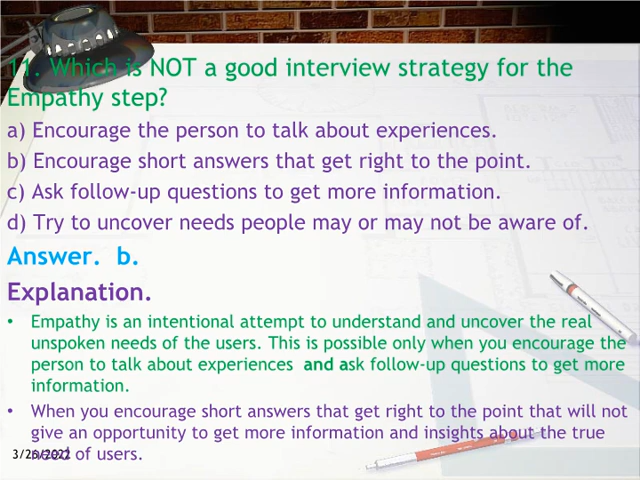 11. Which is NOT a good interview strategy for the
Empathy step?
a) Encourage the person to talk about experiences.
b) Encourage short answers that get right to the point.
c) Ask follow-up questions to get more information.
d) Try to uncover needs people may or may not be aware of.
Answer. b.
Explanation.
• Empathy is an intentional attempt to understand and uncover the real
unspoken needs of the users. This is possible only when you encourage the
person to talk about experiences and ask follow-up questions to get more
information.
• When you encourage short answers that get right to the point that will not
give an opportunity to get more information and insights about the true
need of users.
3/26/2022